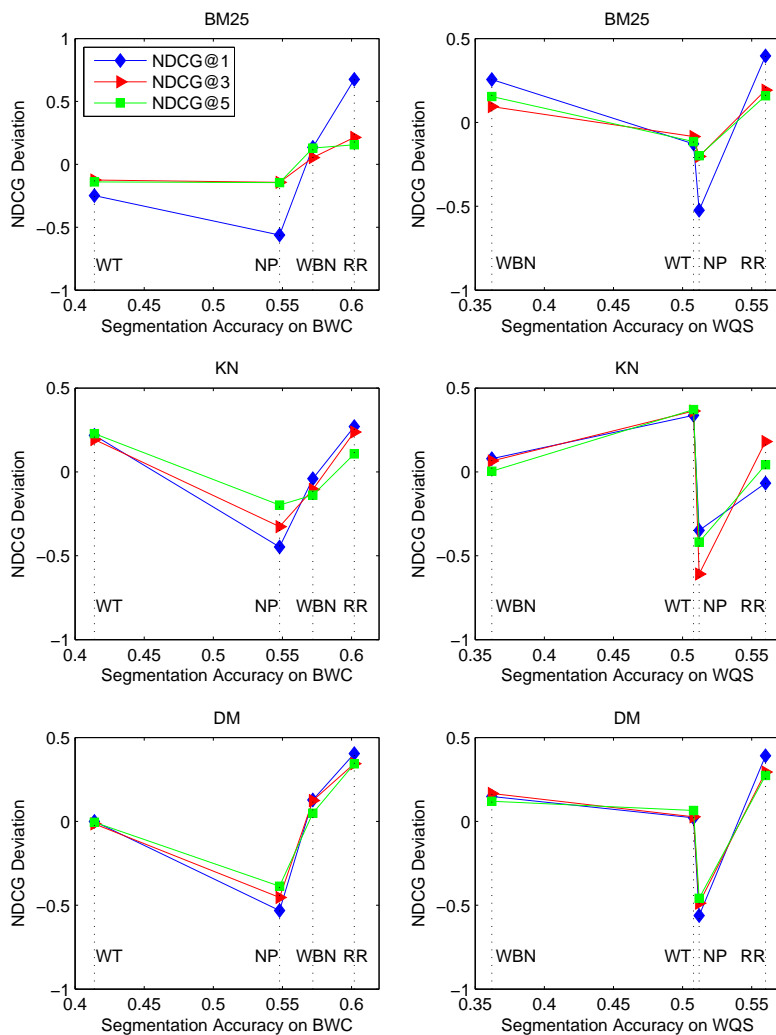 BM25
1
0.5
0
−0.5
−1
NDCG Deviation
NDCG@1
NDCG@3
NDCG@5
WT NP WBN RR
0.4 0.45 0.5 0.55 0.6
Segmentation Accuracy on BWC
BM25
0.5
0
−0.5
−1
NDCG Deviation
WBN WT NP RR
0.35 0.4 0.45 0.5 0.55
Segmentation Accuracy on WQS
KN
0.5
0
−0.5
−1
NDCG Deviation
WT NP WBN RR
0.4 0.45 0.5 0.55 0.6
Segmentation Accuracy on BWC
KN
0.5
0
−0.5
−1
NDCG Deviation
WBN WT NP RR
0.35 0.4 0.45 0.5 0.55
Segmentation Accuracy on WQS
DM
0.5
0
−0.5
−1
NDCG Deviation
WT NP WBN RR
0.4 0.45 0.5 0.55 0.6
Segmentation Accuracy on BWC
DM
0.5
0
−0.5
−1
NDCG Deviation
WBN WT NP RR
0.35 0.4 0.45 0.5 0.55
Segmentation Accuracy on WQS